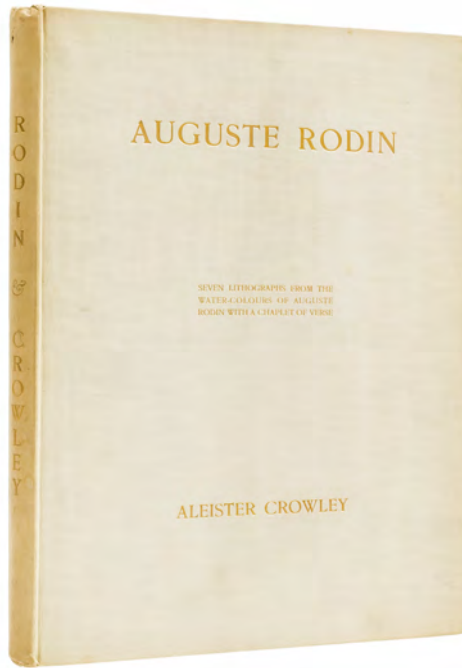 AUGUSTE RODIN
SEVEN LITHOGRAPHS FROM THE
WATER-COLOURS OF AUGUSTE
RODIN WITH A CHAPLET OF VERSE
ALEISTER CROWLEY
RODIN & CROWLEY